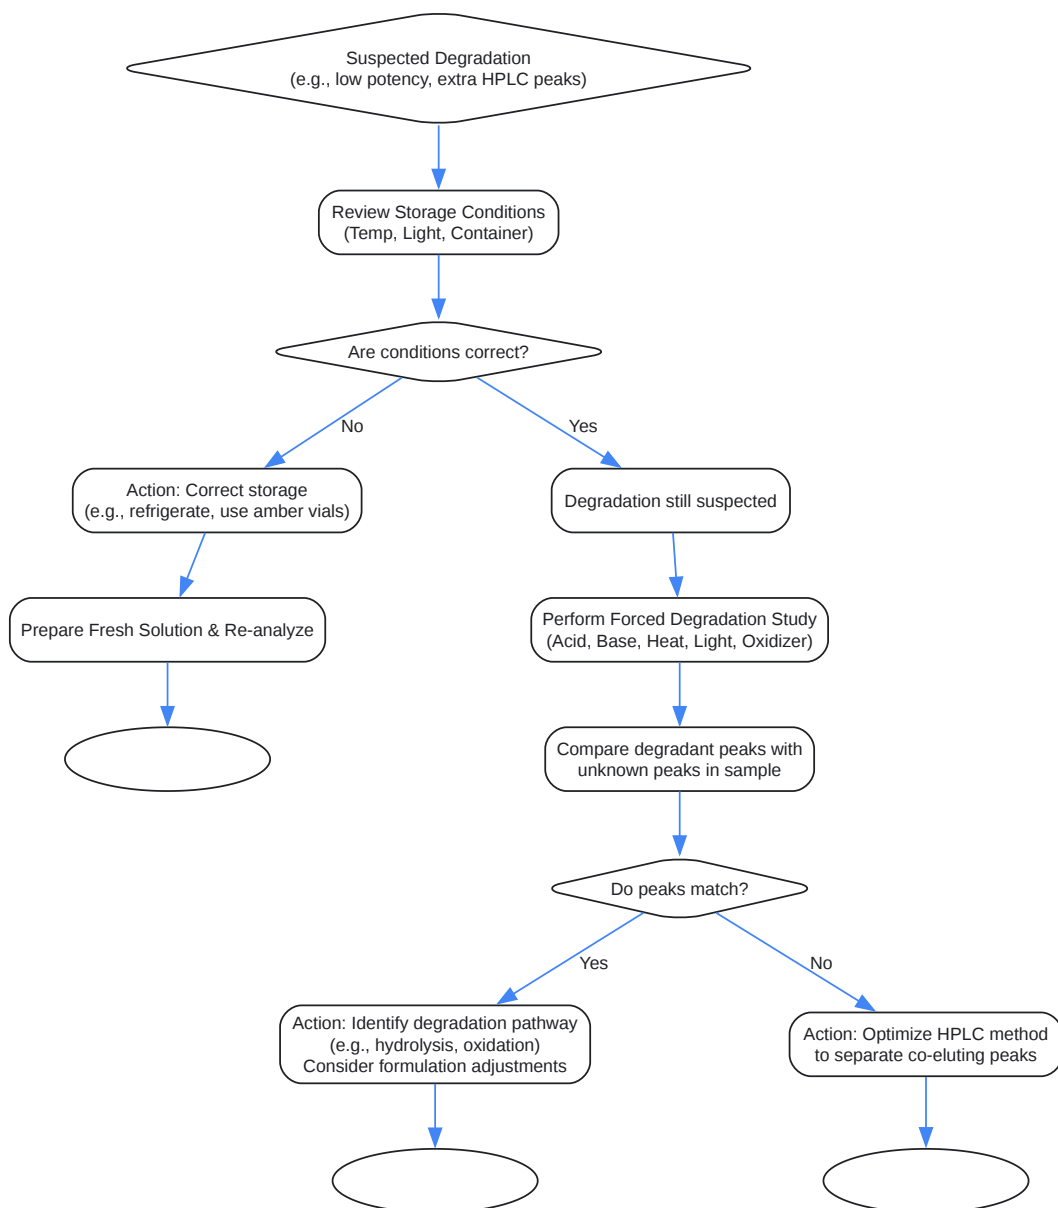 Suspected Degradation
(e.g., low potency, extra HPLC peaks)
Review Storage Conditions
(Temp, Light, Container)
Are conditions correct?
No
Yes
Action: Correct storage
(e.g., refrigerate, use amber vials)
Degradation still suspected
Prepare Fresh Solution & Re-analyze
Perform Forced Degradation Study
(Acid, Base, Heat, Light, Oxidizer)
Compare degradant peaks with
unknown peaks in sample
Do peaks match?
Yes
No
Action: Identify degradation pathway
(e.g., hydrolysis, oxidation)
Consider formulation adjustments
Action: Optimize HPLC method
to separate co-eluting peaks